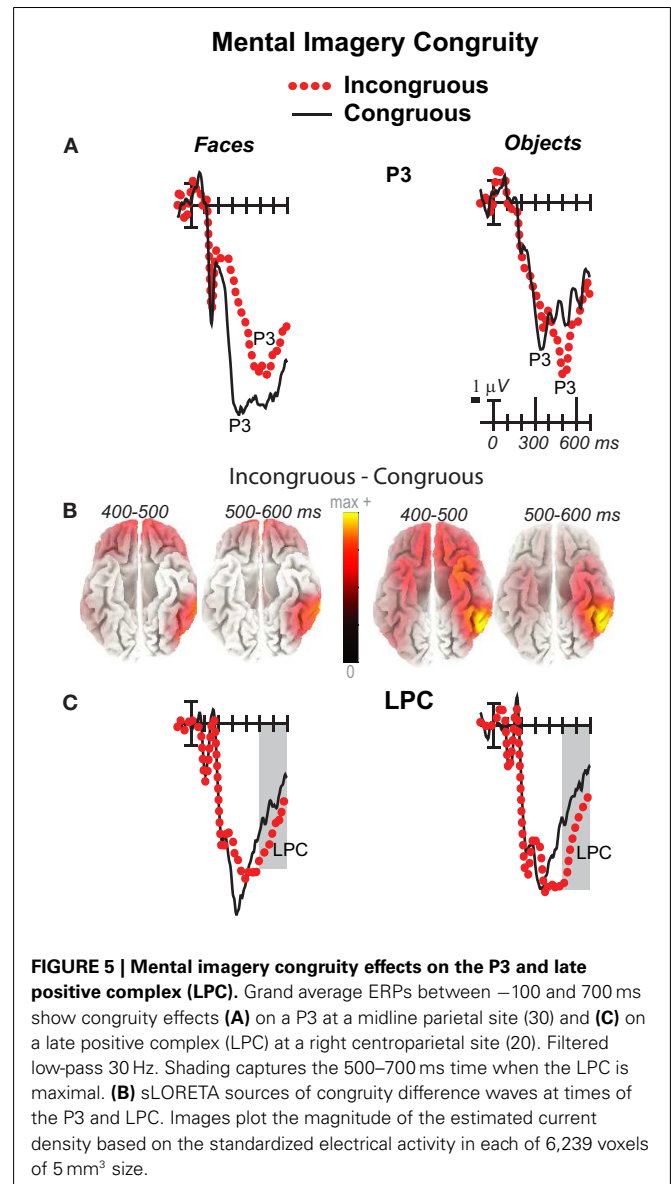 Mental Imagery Congruity
Incongruous
Congruous
A
Faces
Objects
P3
P3
P3
P3
P3
1 µV
0 300 600 ms
Incongruous - Congruous
B
400-500
500-600 ms
max +
0
400-500
500-600 ms
C
LPC
LPC
LPC
FIGURE 5 | Mental imagery congruity effects on the P3 and late
positive complex (LPC). Grand average ERPs between −100 and 700 ms
show congruity effects (A) on a P3 at a midline parietal site (30) and (C) on
a late positive complex (LPC) at a right centroparietal site (20). Filtered
low-pass 30 Hz. Shading captures the 500–700 ms time when the LPC is
maximal. (B) sLORETA sources of congruity difference waves at times of
the P3 and LPC. Images plot the magnitude of the estimated current
density based on the standardized electrical activity in each of 6,239 voxels
of 5 mm³ size.